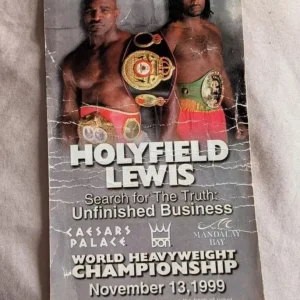 HOLYFIELD
LEWIS
Search for The Truth:
Unfinished Business
CAESARS
PALACE
MANDALAY
BAY
WORLD HEAVYWEIGHT
CHAMPIONSHIP
November 13,1999